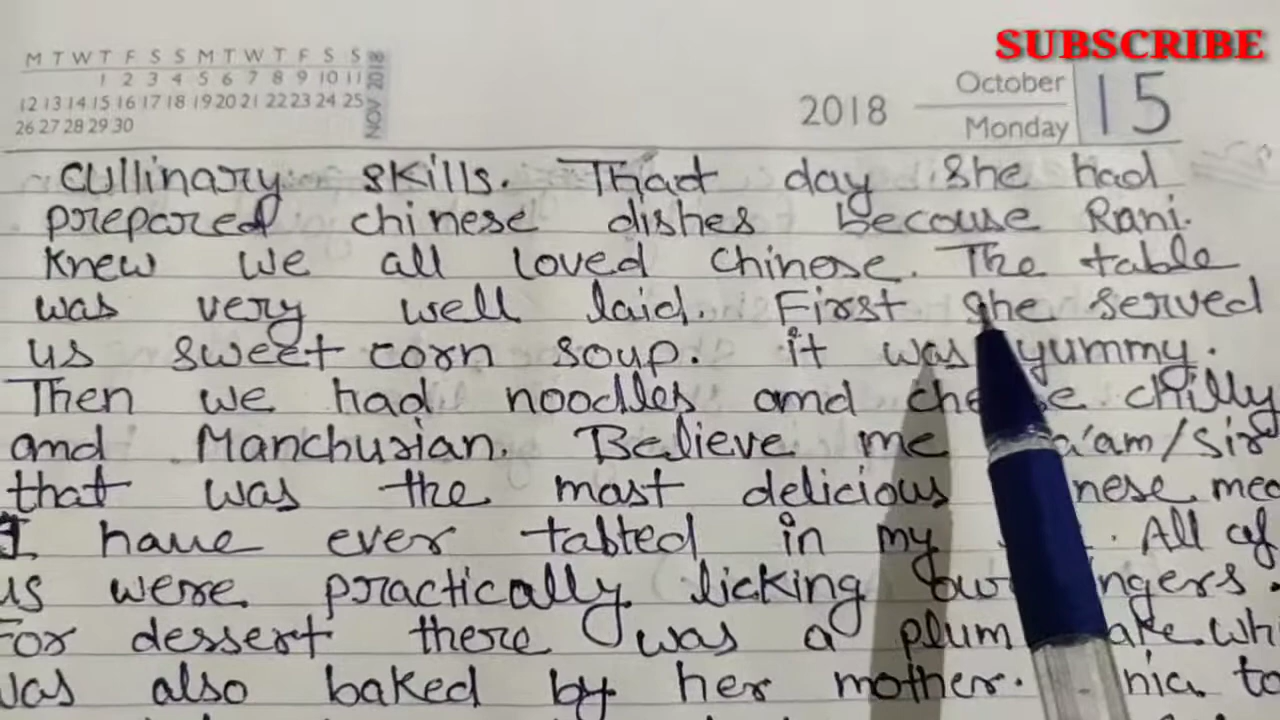 SUBSCRIBE
M T W T F S S M T W T F S S
1 2 3 4 5 6 7 8 9 10 11
12 13 14 15 16 17 18 19 20 21 22 23 24 25
26 27 28 29 30
NOV 2018
2018
October
Monday
15
cullinary skills. That day she had
prepared chinese dishes because Rani.
knew we all loved chinese. The table
was very well laid. First she served
us sweet corn soup. it was yummy.
Then we had noodles and chilly
and Manchurian. Believe me /sir
that was the most delicious
I have ever tasted in my All of
us were practically licking our
For dessert there was a plum
was also baked by her mother.